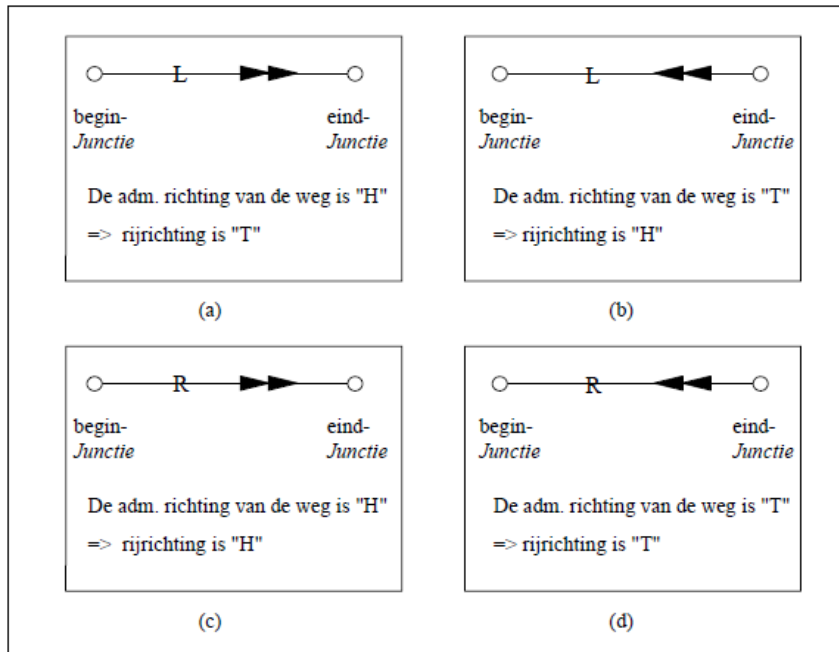 L
begin-
Junctie
eind-
Junctie
De adm. richting van de weg is "H"
=> rijrichting is "T"
(a)
L
begin-
Junctie
eind-
Junctie
De adm. richting van de weg is "T"
=> rijrichting is "H"
(b)
R
begin-
Junctie
eind-
Junctie
De adm. richting van de weg is "H"
=> rijrichting is "H"
(c)
R
begin-
Junctie
eind-
Junctie
De adm. richting van de weg is "T"
=> rijrichting is "T"
(d)